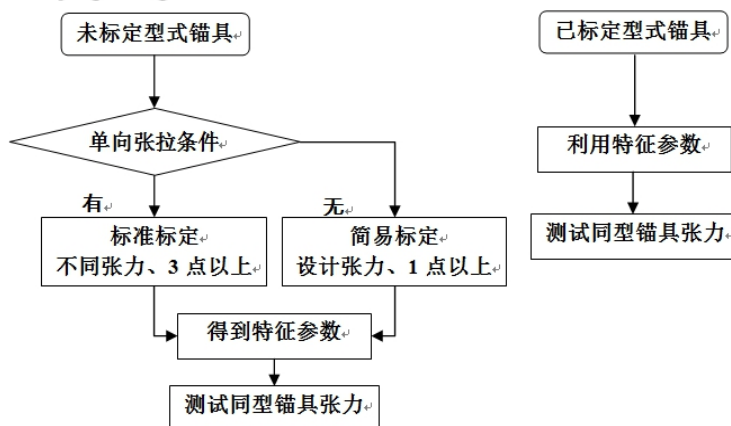 未标定型式锚具
单向张拉条件
有
无
标准标定
不同张力、3 点以上
简易标定
设计张力、1 点以上
得到特征参数
测试同型锚具张力
已标定型式锚具
利用特征参数
测试同型锚具张力